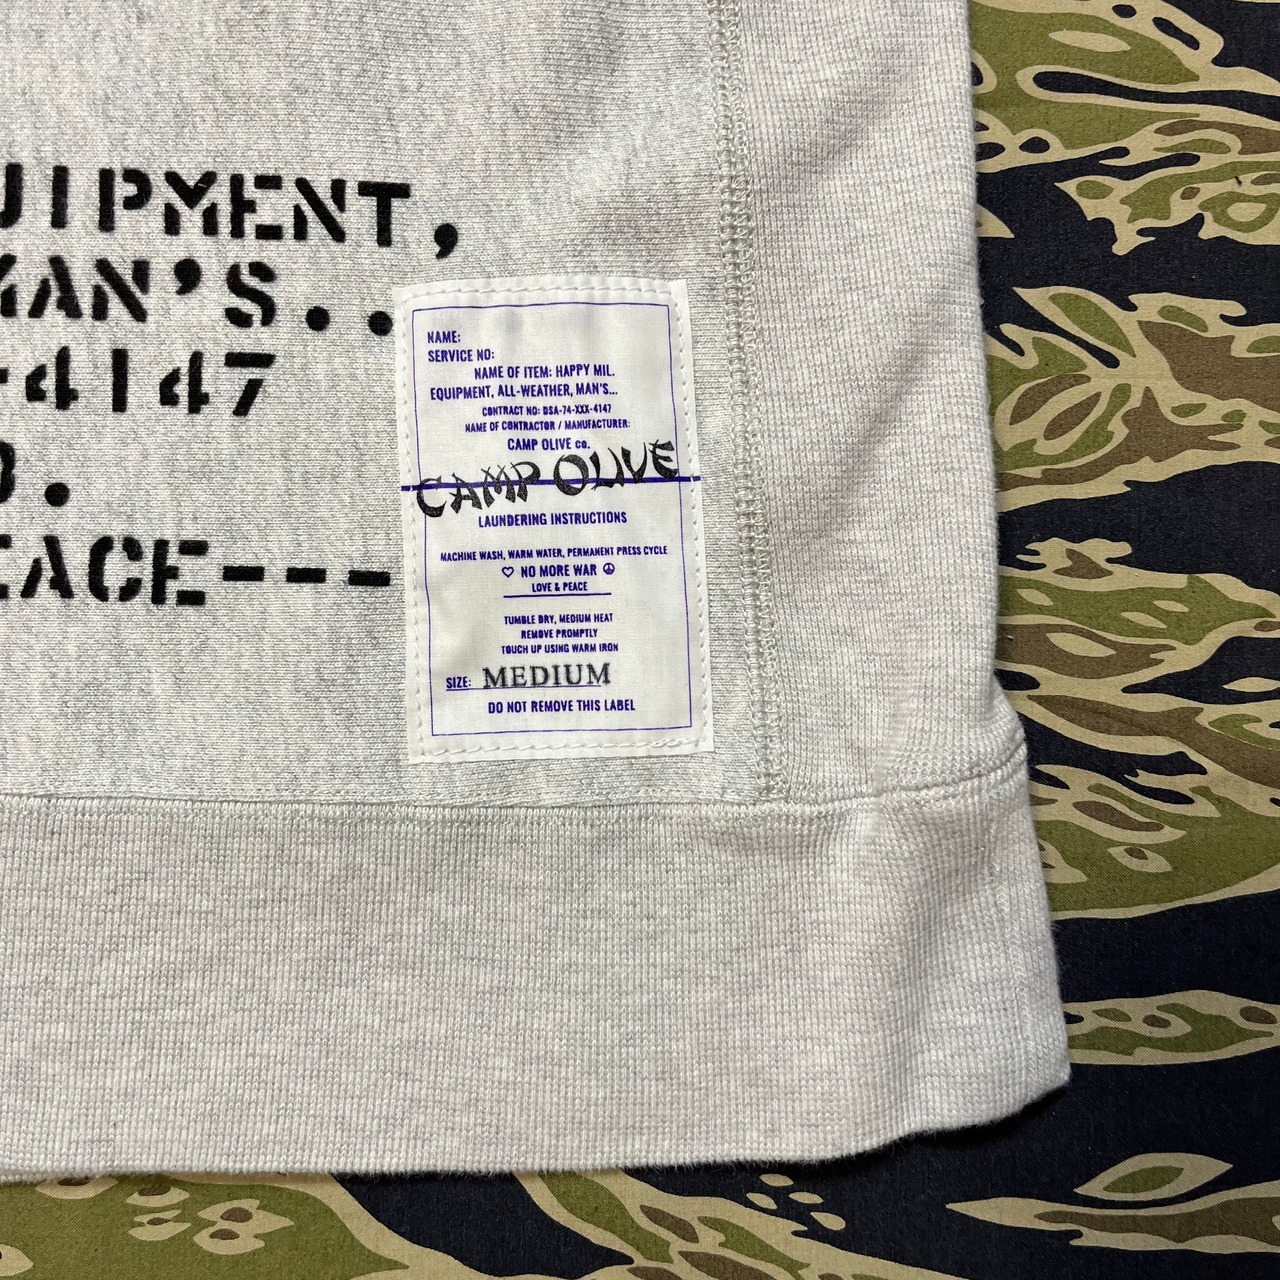 UIPMENT,
MAN'S..
-4147
.
EACE---
NAME:
SERVICE NO:
NAME OF ITEM: HAPPY MIL.
EQUIPMENT, ALL-WEATHER, MAN'S...
CONTRACT NO: DSA-74-XXX-4147
NAME OF CONTRACTOR / MANUFACTURER:
CAMP OLIVE co.
CAMP OLIVE
LAUNDERING INSTRUCTIONS
MACHINE WASH, WARM WATER, PERMANENT PRESS CYCLE
♡ NO MORE WAR ☮
LOVE & PEACE
TUMBLE DRY, MEDIUM HEAT
REMOVE PROMPTLY
TOUCH UP USING WARM IRON
SIZE: MEDIUM
DO NOT REMOVE THIS LABEL